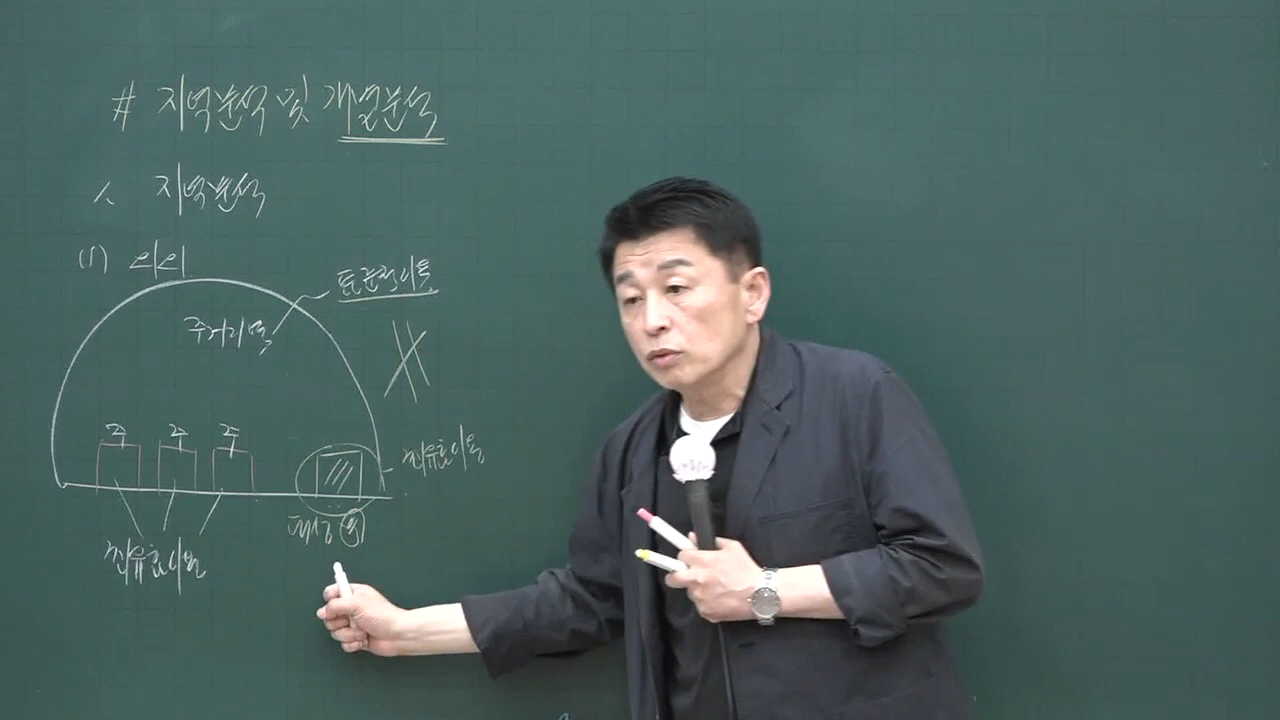 # 지역분석 및 개별분석
1. 지역분석
(1) 의의
표준적이용
주거지역
주 주 주
최유효이용
대상 부
최유효이용